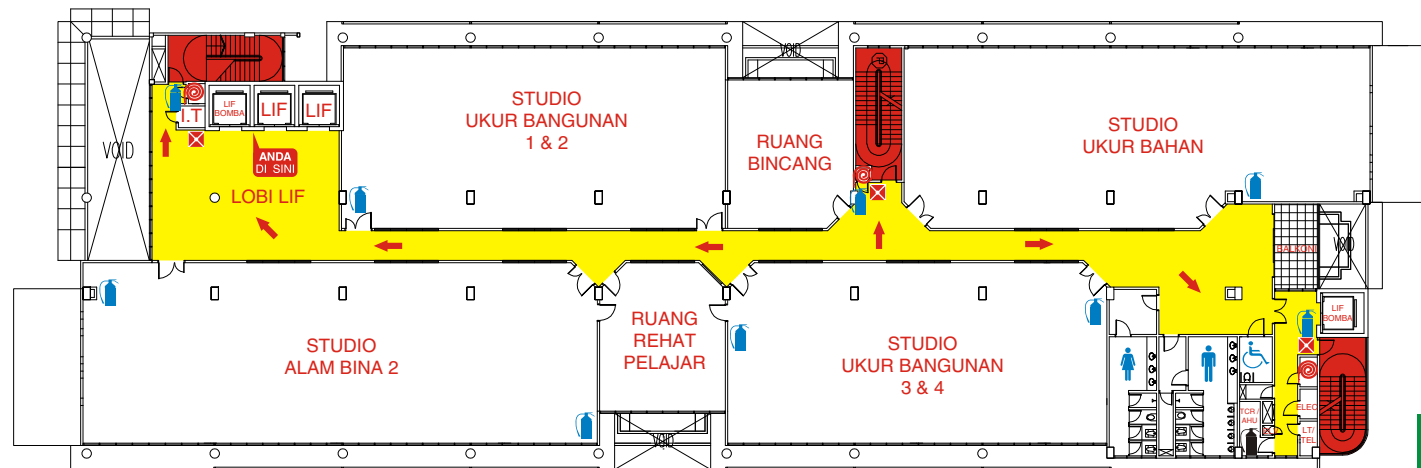 VOID
I.T
LIF
BOMBA
LIF
LIF
ANDA
DI SINI
LOBI LIF
STUDIO
UKUR BANGUNAN
1 & 2
VOID
RUANG
BINCANG
STUDIO
UKUR BAHAN
BALKONI
VOID
LIF
BOMBA
STUDIO
ALAM BINA 2
RUANG
REHAT
PELAJAR
VOID
STUDIO
UKUR BANGUNAN
3 & 4
TCR /
AHU
ELEC
LT/
TEL